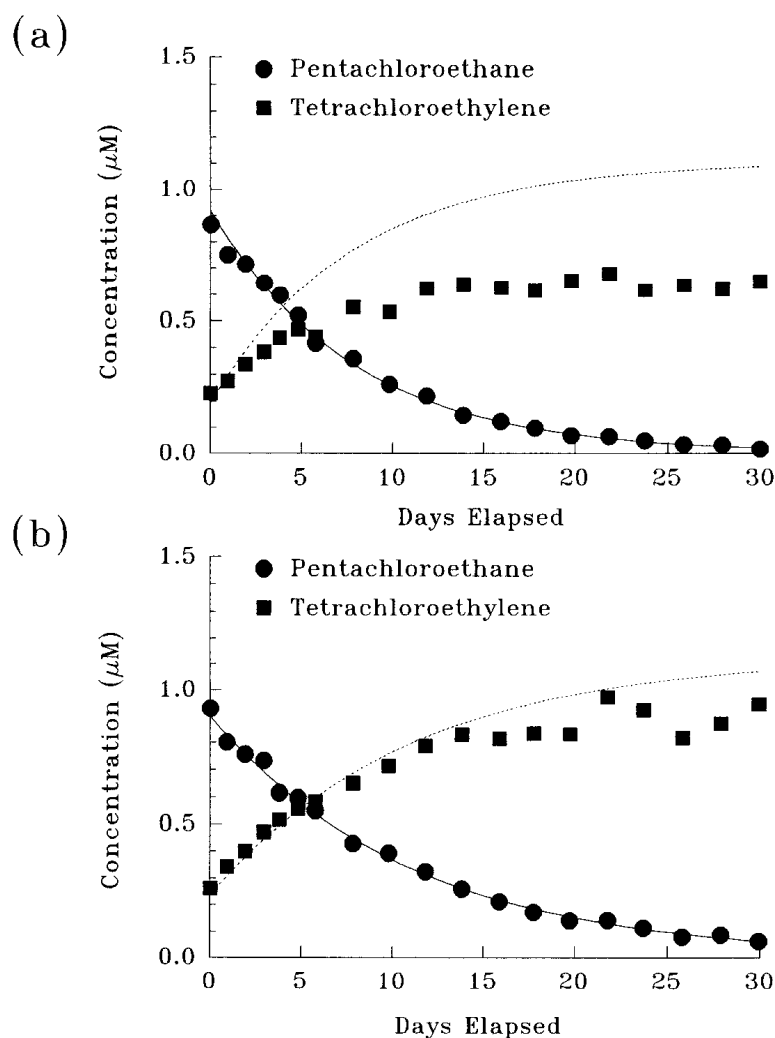 (a)
Concentration (μM)
1.5
1.0
0.5
0.0
Pentachloroethane
Tetrachloroethylene
0 5 10 15 20 25 30
Days Elapsed
(b)
Concentration (μM)
1.5
1.0
0.5
0.0
Pentachloroethane
Tetrachloroethylene
0 5 10 15 20 25 30
Days Elapsed